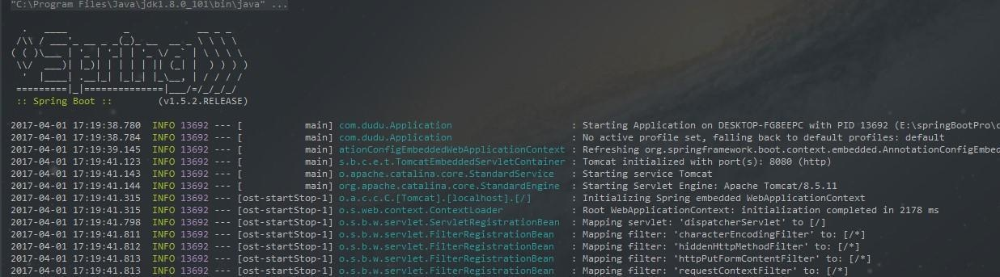 "C:\Program Files\Java\jdk1.8.0_101\bin\java" ...
  .   ____          _            __ _ _
 /\\ / ___'_ __ _ _(_)_ __  __ _ \ \ \ \
( ( )\___ | '_ | '_| | '_ \/ _` | \ \ \ \
 \\/  ___)| |_)| | | | | || (_| |  ) ) ) )
  '  |____| .__|_| |_|_| |_\__, | / / / /
 =========|_|==============|___/=/_/_/_/
 :: Spring Boot ::        (v1.5.2.RELEASE)
2017-04-01 17:19:38.780  INFO 13692 --- [           main] com.dudu.Application                     : Starting Application on DESKTOP-FG8EEPC with PID 13692 (E:\springBootPro\
2017-04-01 17:19:38.784  INFO 13692 --- [           main] com.dudu.Application                     : No active profile set, falling back to default profiles: default
2017-04-01 17:19:39.145  INFO 13692 --- [           main] ationConfigEmbeddedWebApplicationContext : Refreshing org.springframework.boot.context.embedded.AnnotationConfigEmbed
2017-04-01 17:19:41.123  INFO 13692 --- [           main] s.b.c.e.t.TomcatEmbeddedServletContainer : Tomcat initialized with port(s): 8080 (http)
2017-04-01 17:19:41.143  INFO 13692 --- [           main] o.apache.catalina.core.StandardService   : Starting service Tomcat
2017-04-01 17:19:41.144  INFO 13692 --- [           main] org.apache.catalina.core.StandardEngine  : Starting Servlet Engine: Apache Tomcat/8.5.11
2017-04-01 17:19:41.315  INFO 13692 --- [ost-startStop-1] o.a.c.c.C.[Tomcat].[localhost].[/]       : Initializing Spring embedded WebApplicationContext
2017-04-01 17:19:41.315  INFO 13692 --- [ost-startStop-1] o.s.web.context.ContextLoader            : Root WebApplicationContext: initialization completed in 2178 ms
2017-04-01 17:19:41.798  INFO 13692 --- [ost-startStop-1] o.s.b.w.servlet.ServletRegistrationBean  : Mapping servlet: 'dispatcherServlet' to [/]
2017-04-01 17:19:41.811  INFO 13692 --- [ost-startStop-1] o.s.b.w.servlet.FilterRegistrationBean   : Mapping filter: 'characterEncodingFilter' to: [/*]
2017-04-01 17:19:41.812  INFO 13692 --- [ost-startStop-1] o.s.b.w.servlet.FilterRegistrationBean   : Mapping filter: 'hiddenHttpMethodFilter' to: [/*]
2017-04-01 17:19:41.813  INFO 13692 --- [ost-startStop-1] o.s.b.w.servlet.FilterRegistrationBean   : Mapping filter: 'httpPutFormContentFilter' to: [/*]
2017-04-01 17:19:41.813  INFO 13692 --- [ost-startStop-1] o.s.b.w.servlet.FilterRegistrationBean   : Mapping filter: 'requestContextFilter' to: [/*]